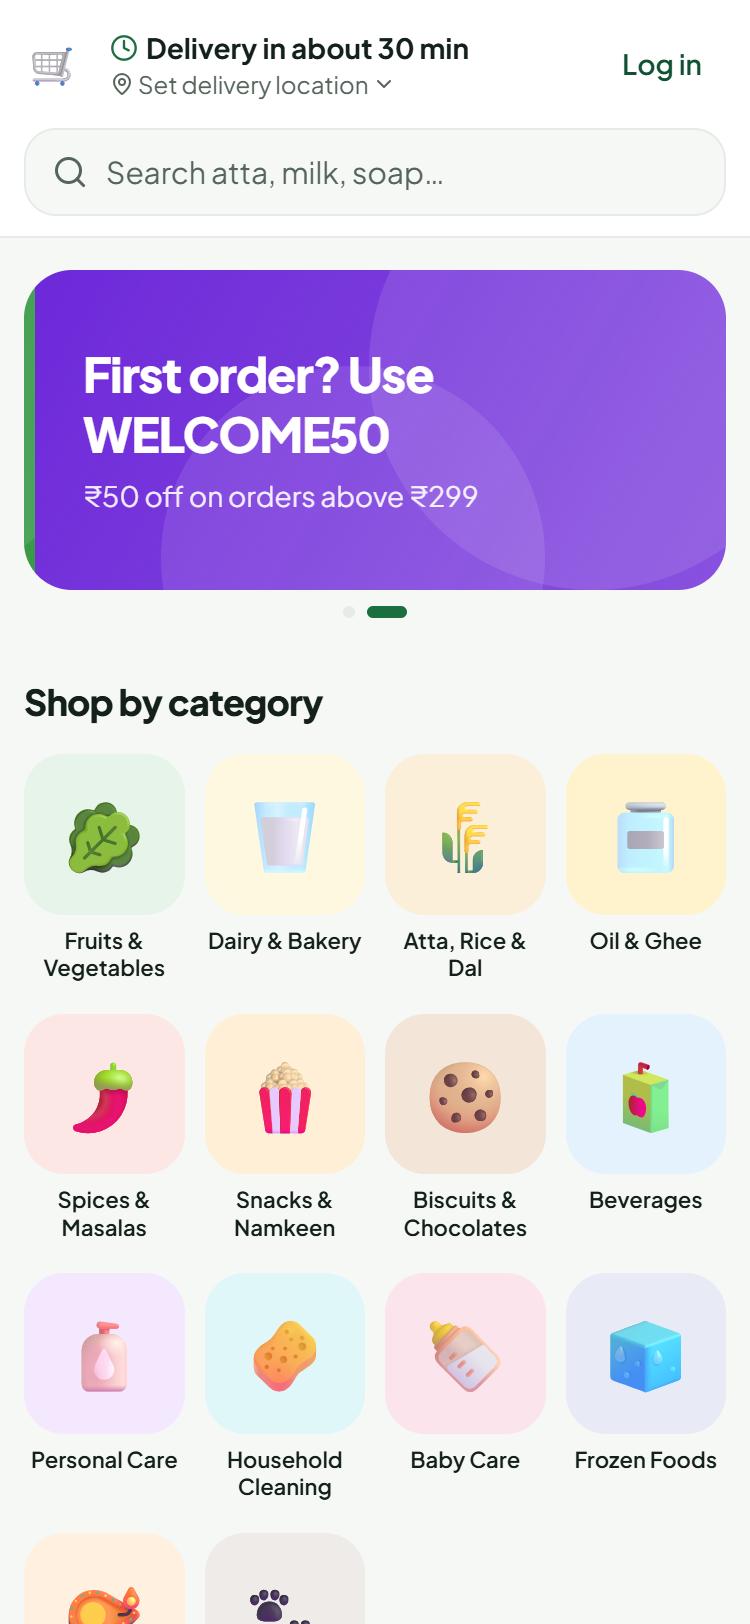 Delivery in about 30 min
Set delivery location
Log in
Search atta, milk, soap...
First order? Use
WELCOME50
₹50 off on orders above ₹299
Shop by category
Fruits &
Vegetables
Dairy & Bakery
Atta, Rice &
Dal
Oil & Ghee
Spices &
Masalas
Snacks &
Namkeen
Biscuits &
Chocolates
Beverages
Personal Care
Household
Cleaning
Baby Care
Frozen Foods